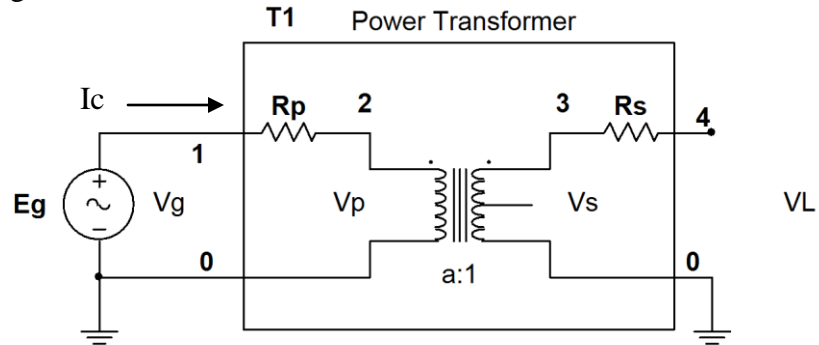 T1 Power Transformer
Ic
Rp 2 3 Rs 4
1
Eg + − Vg Vp Vs VL
0 0
a:1